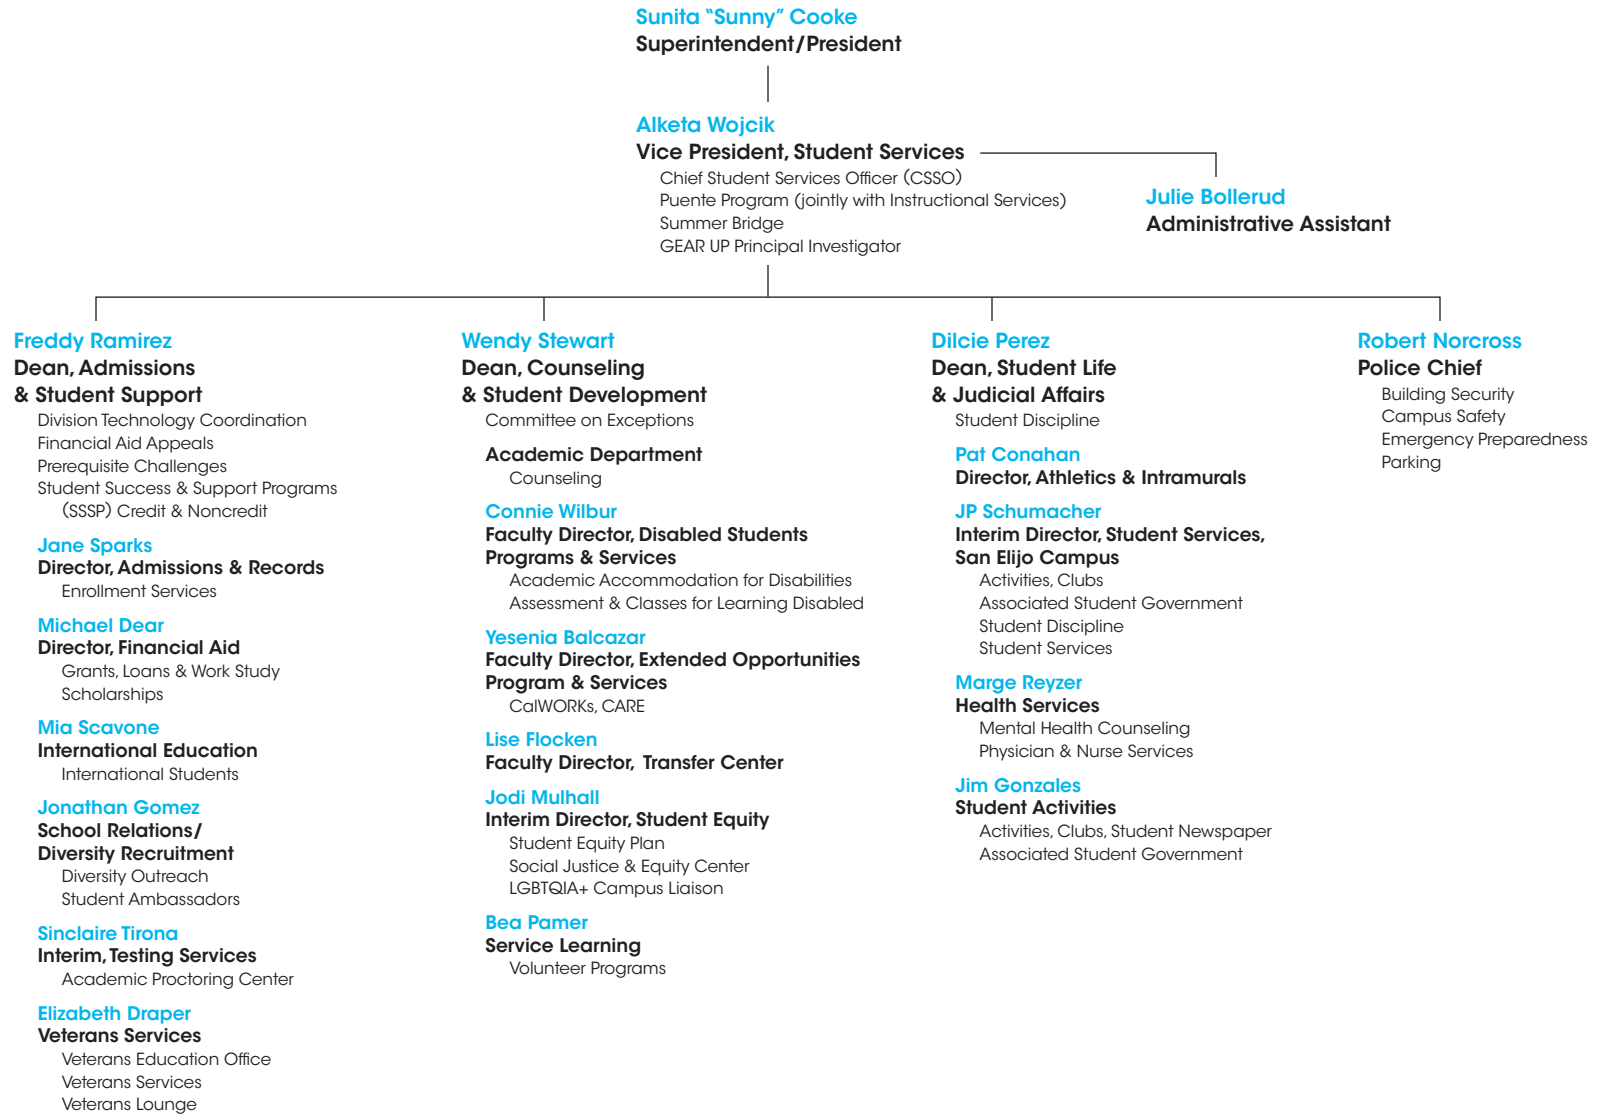 Sunita “Sunny” Cooke
Superintendent/President
Alketa Wojcik
Vice President, Student Services
Chief Student Services Officer (CSSO)
Puente Program (jointly with Instructional Services)
Summer Bridge
GEAR UP Principal Investigator
Julie Bollerud
Administrative Assistant
Freddy Ramirez
Dean, Admissions
& Student Support
Division Technology Coordination
Financial Aid Appeals
Prerequisite Challenges
Student Success & Support Programs
(SSSP) Credit & Noncredit
Jane Sparks
Director, Admissions & Records
Enrollment Services
Michael Dear
Director, Financial Aid
Grants, Loans & Work Study
Scholarships
Mia Scavone
International Education
International Students
Jonathan Gomez
School Relations/
Diversity Recruitment
Diversity Outreach
Student Ambassadors
Sinclaire Tirona
Interim, Testing Services
Academic Proctoring Center
Elizabeth Draper
Veterans Services
Veterans Education Office
Veterans Services
Veterans Lounge
Wendy Stewart
Dean, Counseling
& Student Development
Committee on Exceptions
Academic Department
Counseling
Connie Wilbur
Faculty Director, Disabled Students
Programs & Services
Academic Accommodation for Disabilities
Assessment & Classes for Learning Disabled
Yesenia Balcazar
Faculty Director, Extended Opportunities
Program & Services
CalWORKs, CARE
Lise Flocken
Faculty Director, Transfer Center
Jodi Mulhall
Interim Director, Student Equity
Student Equity Plan
Social Justice & Equity Center
LGBTQIA+ Campus Liaison
Bea Pamer
Service Learning
Volunteer Programs
Dilcie Perez
Dean, Student Life
& Judicial Affairs
Student Discipline
Pat Conahan
Director, Athletics & Intramurals
JP Schumacher
Interim Director, Student Services,
San Elijo Campus
Activities, Clubs
Associated Student Government
Student Discipline
Student Services
Marge Reyzer
Health Services
Mental Health Counseling
Physician & Nurse Services
Jim Gonzales
Student Activities
Activities, Clubs, Student Newspaper
Associated Student Government
Robert Norcross
Police Chief
Building Security
Campus Safety
Emergency Preparedness
Parking